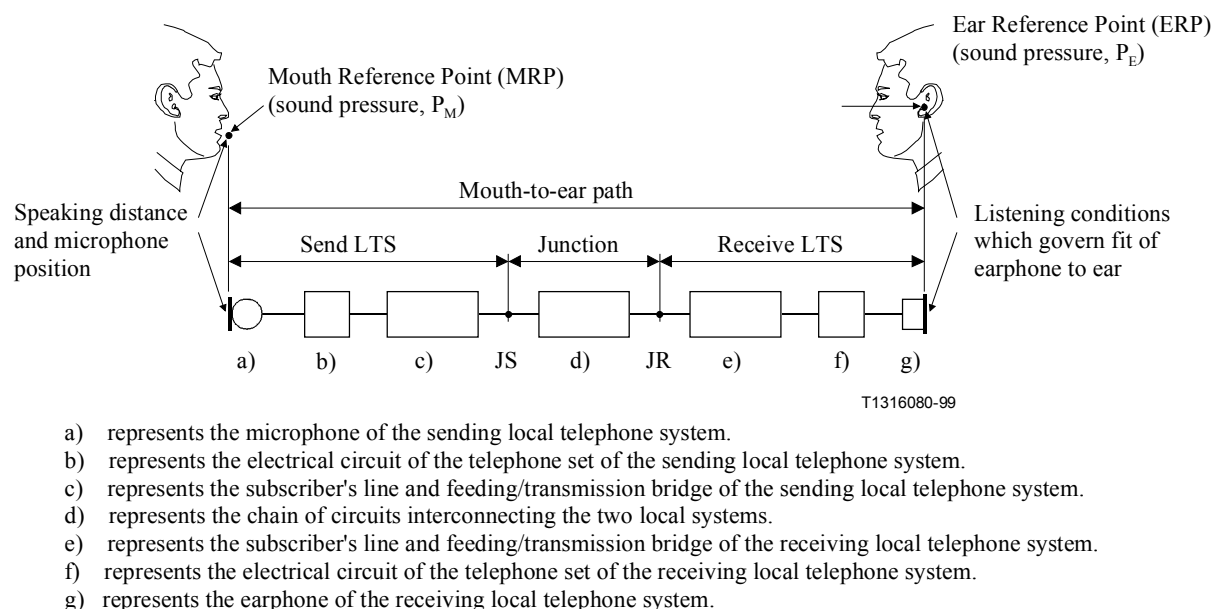 Ear Reference Point (ERP)
(sound pressure, P_E)
Mouth Reference Point (MRP)
(sound pressure, P_M)
Mouth-to-ear path
Speaking distance
and microphone
position
Listening conditions
which govern fit of
earphone to ear
Send LTS
Junction
Receive LTS
a) b) c) JS d) JR e) f) g)
T1316080-99
a) represents the microphone of the sending local telephone system.
b) represents the electrical circuit of the telephone set of the sending local telephone system.
c) represents the subscriber's line and feeding/transmission bridge of the sending local telephone system.
d) represents the chain of circuits interconnecting the two local systems.
e) represents the subscriber's line and feeding/transmission bridge of the receiving local telephone system.
f) represents the electrical circuit of the telephone set of the receiving local telephone system.
g) represents the earphone of the receiving local telephone system.